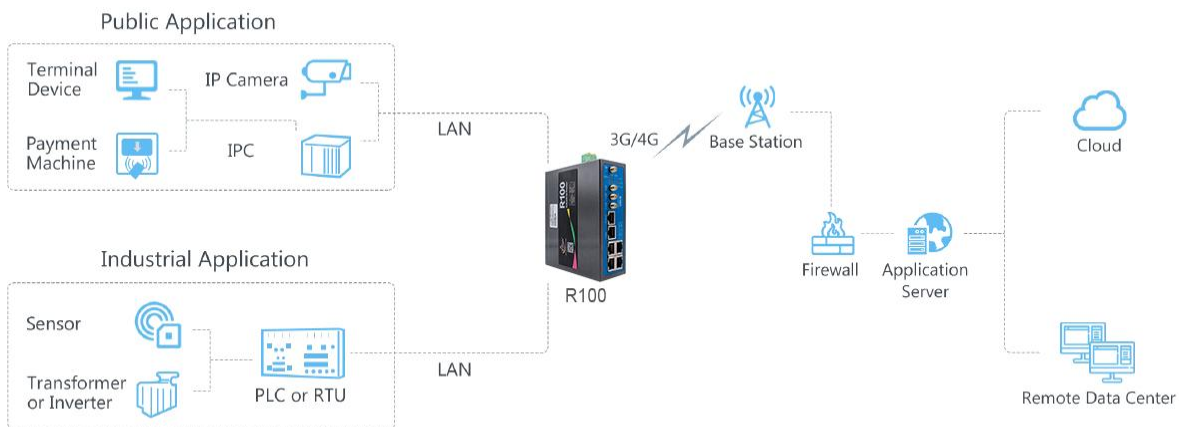 Public Application
Terminal
Device
IP Camera
Payment
Machine
IPC
LAN
3G/4G
Base Station
Cloud
R100
R100
Firewall
Application
Server
Industrial Application
Sensor
Transformer
or Inverter
PLC or RTU
LAN
Remote Data Center